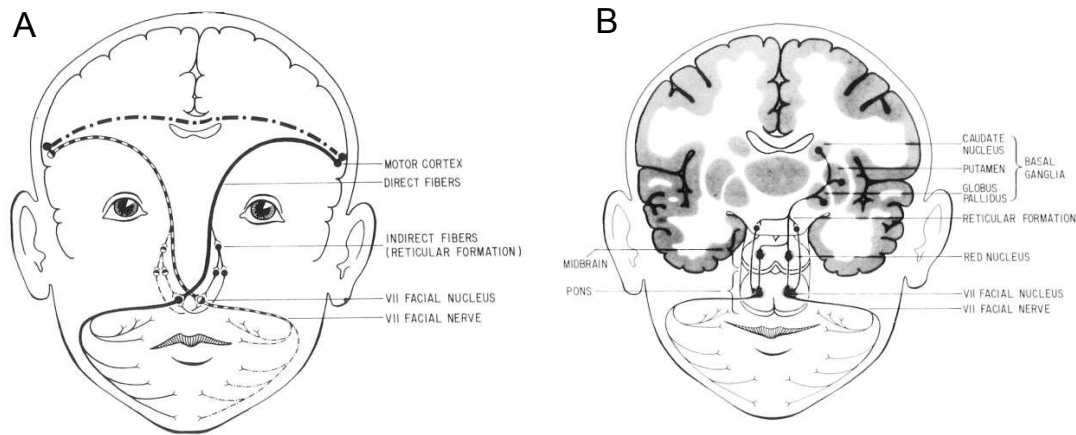 A
MOTOR CORTEX
DIRECT FIBERS
INDIRECT FIBERS
(RETICULAR FORMATION)
VII FACIAL NUCLEUS
VII FACIAL NERVE
B
CAUDATE
NUCLEUS
PUTAMEN
GLOBUS
PALLIDUS
BASAL
GANGLIA
RETICULAR FORMATION
RED NUCLEUS
MIDBRAIN
PONS
VII FACIAL NUCLEUS
VII FACIAL NERVE